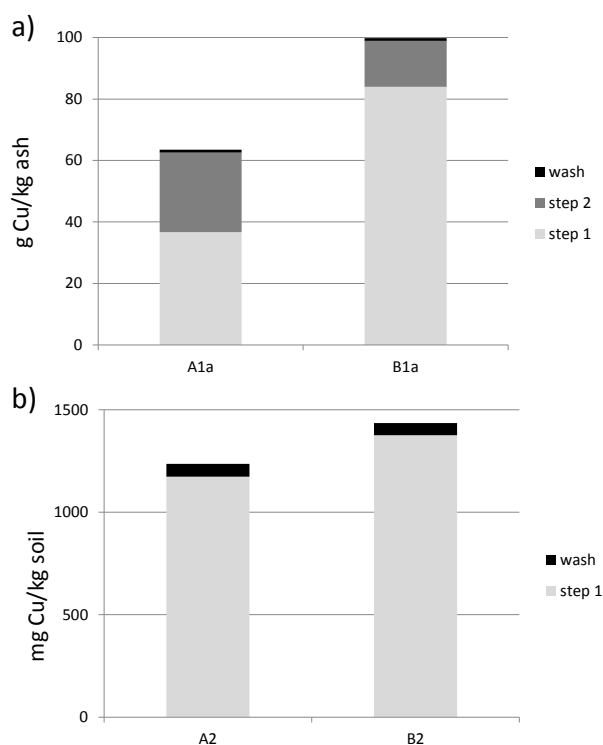 a)
100
80
60
40
20
0
g Cu/kg ash
A1a
B1a
wash
step 2
step 1
b)
1500
1000
500
0
mg Cu/kg soil
A2
B2
wash
step 1